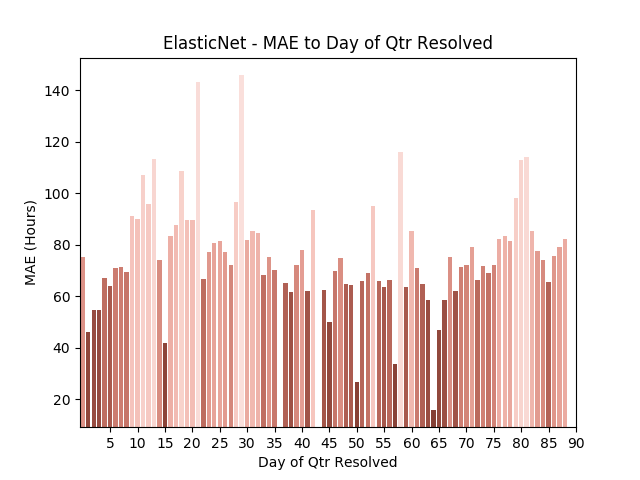 ElasticNet - MAE to Day of Qtr Resolved
MAE (Hours)
140
120
100
80
60
40
20
5 10 15 20 25 30 35 40 45 50 55 60 65 70 75 80 85 90
Day of Qtr Resolved